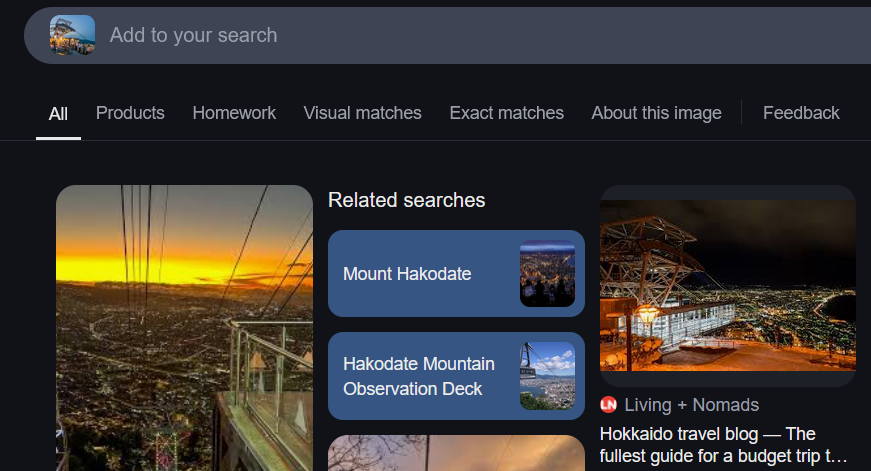 Add to your search
All Products Homework Visual matches Exact matches About this image Feedback
Related searches
Mount Hakodate
Hakodate Mountain
Observation Deck
LN Living + Nomads
Hokkaido travel blog — The
fullest guide for a budget trip t...